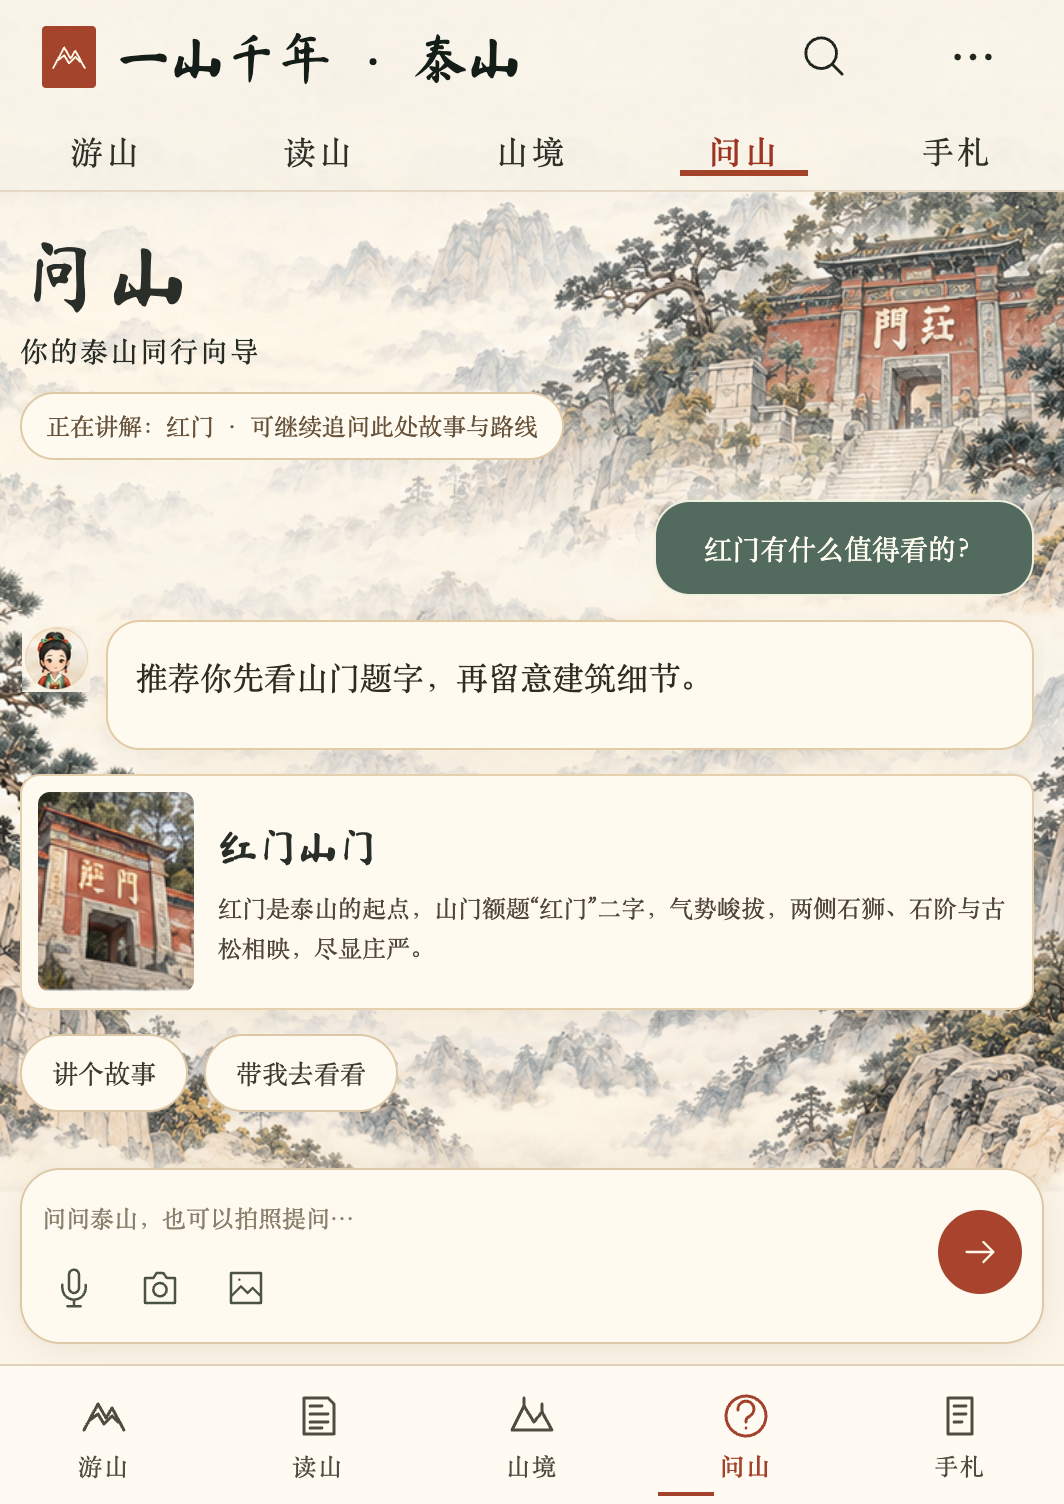 一山千年 · 泰山
游山 读山 山境 问山 手札
问山
你的泰山同行向导
正在讲解：红门 · 可继续追问此处故事与路线
红门有什么值得看的？
推荐你先看山门题字，再留意建筑细节。
红门山门
红门是泰山的起点，山门额题“红门”二字，气势峻拔，两侧石狮、石阶与古
松相映，尽显庄严。
讲个故事 带我去看看
问问泰山，也可以拍照提问…
游山 读山 山境 问山 手札